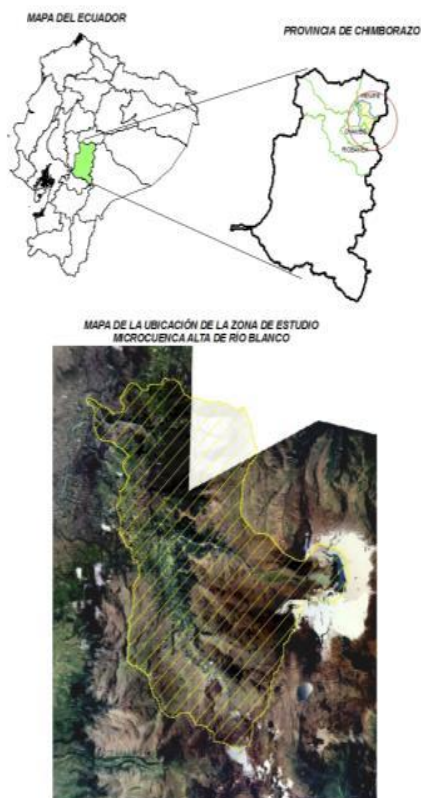 MAPA DEL ECUADOR
PROVINCIA DE CHIMBORAZO
MAPA DE LA UBICACIÓN DE LA ZONA DE ESTUDIO
MICROCUENCA ALTA DE RÍO BLANCO